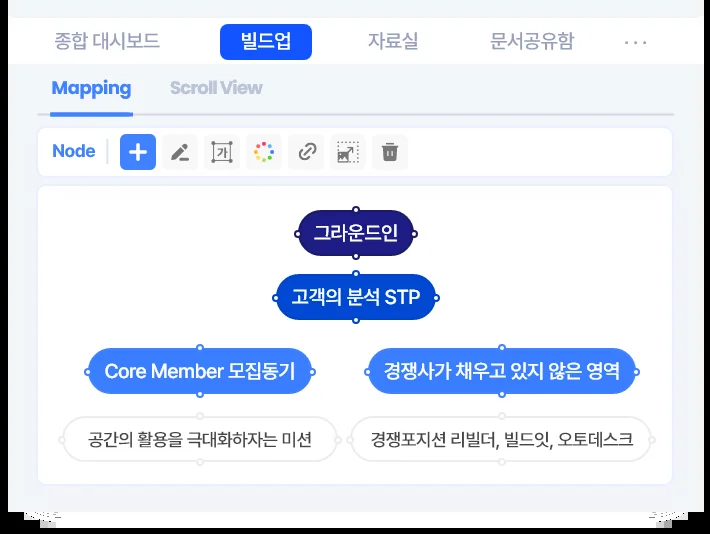 종합 대시보드 빌드업 자료실 문서공유함 ···
Mapping Scroll View
Node 가
그라운드인
고객의 분석 STP
Core Member 모집동기 경쟁사가 채우고 있지 않은 영역
공간의 활용을 극대화하자는 미션 경쟁포지션 리빌더, 빌드잇, 오토데스크